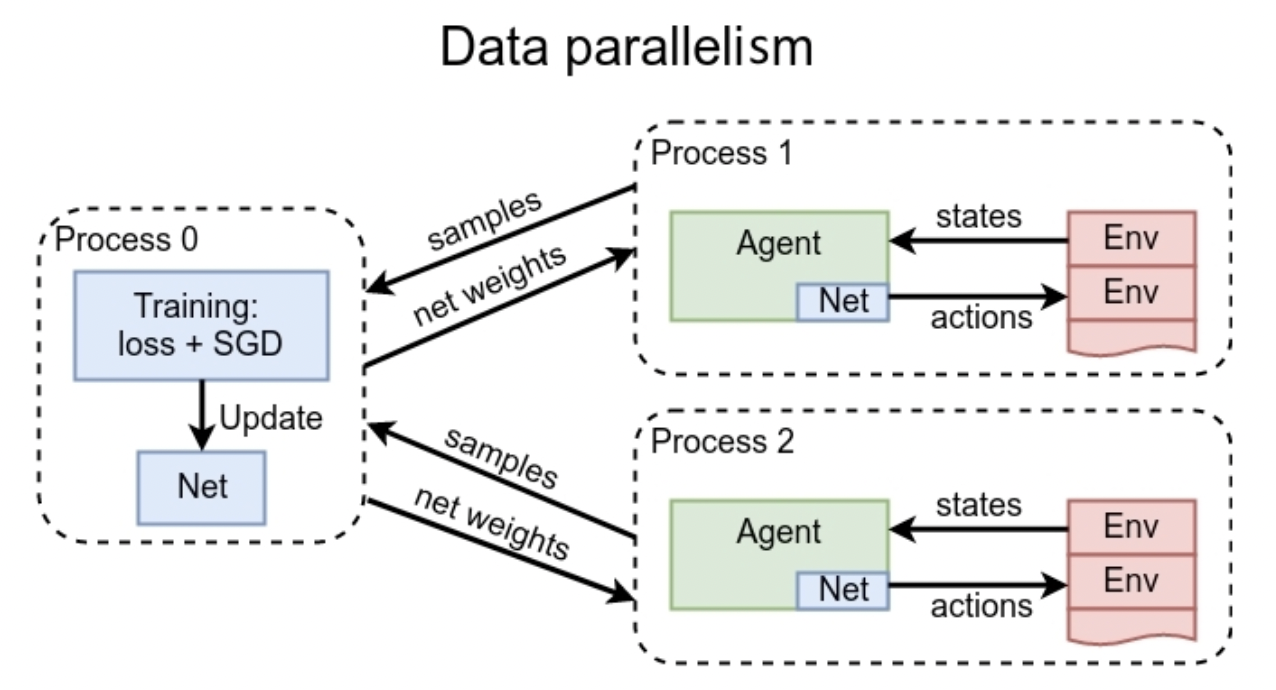 Data parallelism
Process 0
Training:
loss + SGD
Update
Net
samples
net weights
samples
net weights
Process 1
Agent
Net
states
actions
Env
Env
Process 2
Agent
Net
states
actions
Env
Env